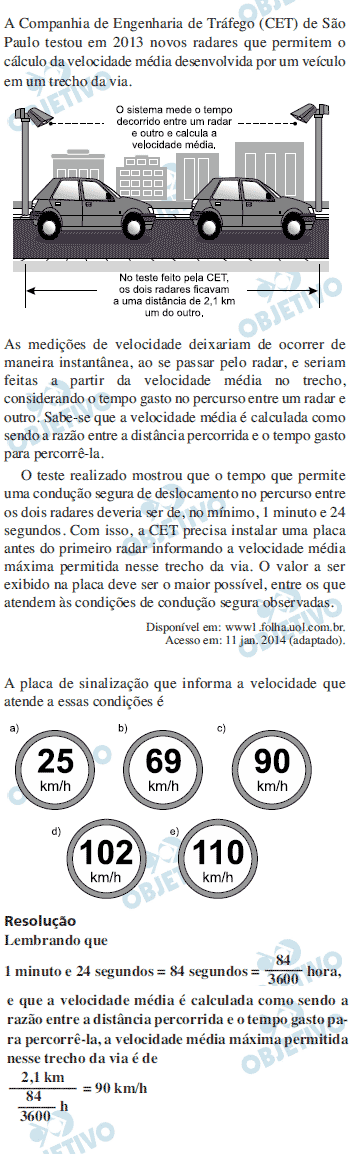 A Companhia de Engenharia de Tráfego (CET) de São
Paulo testou em 2013 novos radares que permitem o
cálculo da velocidade média desenvolvida por um veículo
em um trecho da via.
O sistema mede o tempo
decorrido entre um radar
e outro e calcula a
velocidade média.
No teste feito pela CET,
os dois radares ficavam
a uma distância de 2,1 km
um do outro.
As medições de velocidade deixariam de ocorrer de
maneira instantânea, ao se passar pelo radar, e seriam
feitas a partir da velocidade média no trecho,
considerando o tempo gasto no percurso entre um radar e
outro. Sabe-se que a velocidade média é calculada como
sendo a razão entre a distância percorrida e o tempo gasto
para percorrê-la.
O teste realizado mostrou que o tempo que permite
uma condução segura de deslocamento no percurso entre
os dois radares deveria ser de, no mínimo, 1 minuto e 24
segundos. Com isso, a CET precisa instalar uma placa
antes do primeiro radar informando a velocidade média
máxima permitida nesse trecho da via. O valor a ser
exibido na placa deve ser o maior possível, entre os que
atendem às condições de condução segura observadas.
Disponível em: www1.folha.uol.com.br.
Acesso em: 11 jan. 2014 (adaptado).
A placa de sinalização que informa a velocidade que
atende a essas condições é
a) 25 km/h
b) 69 km/h
c) 90 km/h
d) 102 km/h
e) 110 km/h
Resolução
Lembrando que
1 minuto e 24 segundos = 84 segundos = 84/3600 hora,
e que a velocidade média é calculada como sendo a
razão entre a distância percorrida e o tempo gasto pa-
ra percorrê-la, a velocidade média máxima permitida
nesse trecho da via é de
2,1 km / (84/3600 h) = 90 km/h
OBJETIVO